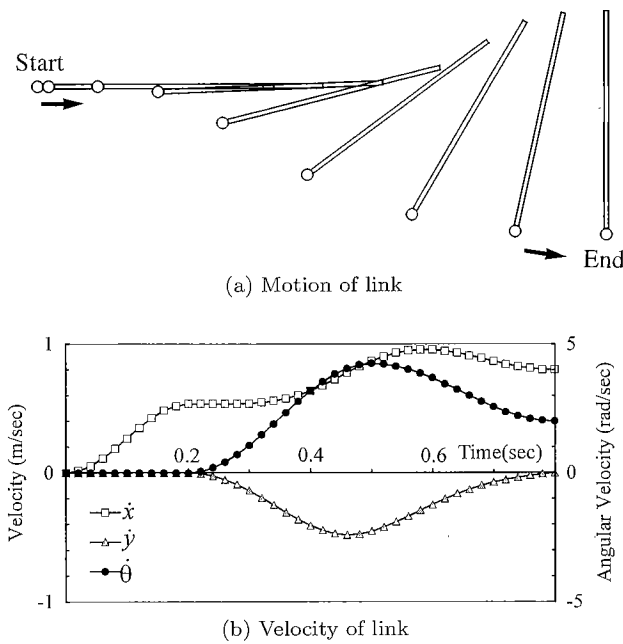 Start
End
(a) Motion of link
1
5
Velocity (m/sec)
Angular Velocity (rad/sec)
0.2
0.4
0.6
Time(sec)
0
0
ẋ
ẏ
θ̇
-1
-5
(b) Velocity of link